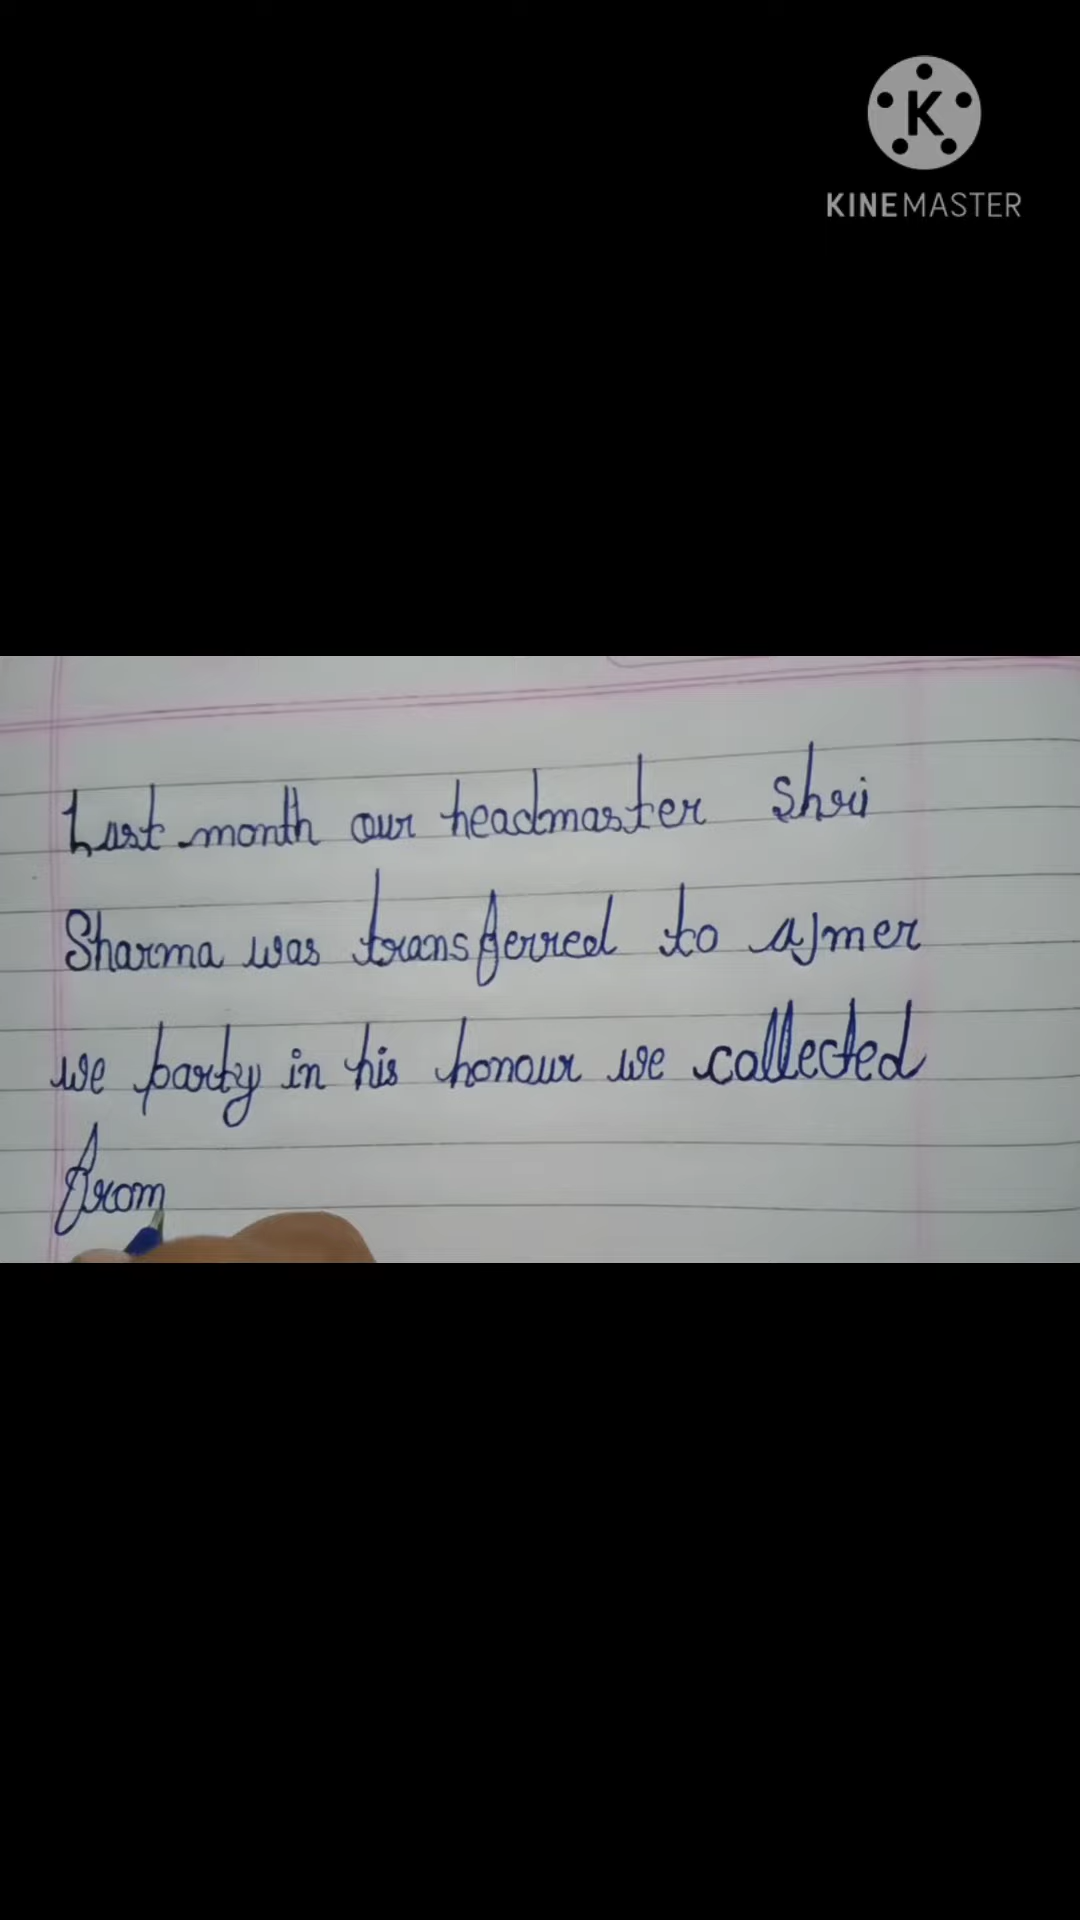 KINEMASTER
Last month our headmaster shri
Sharma was transferred to ajmer
we party in his honour we collected
from